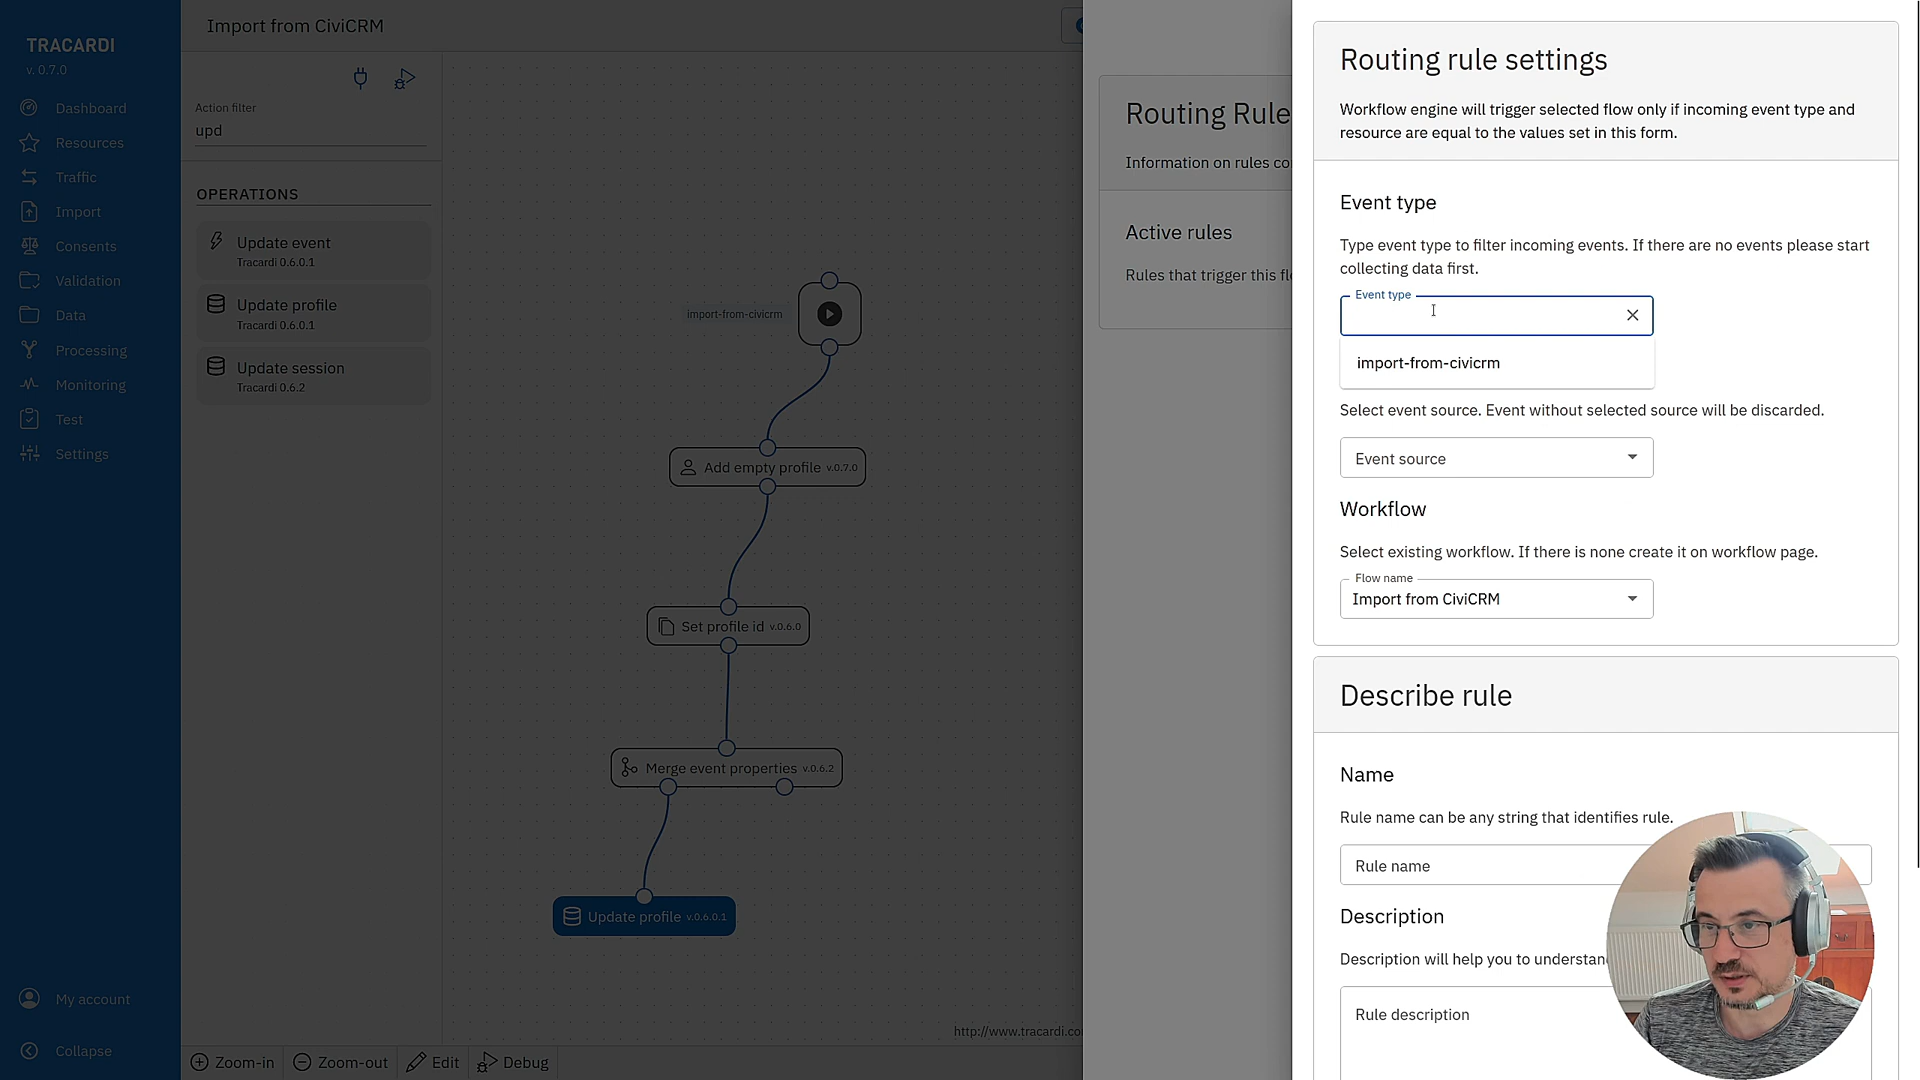 TRACARDI
v. 0.7.0
Dashboard
Resources
Traffic
Import
Consents
Validation
Data
Processing
Monitoring
Test
Settings
My account
Collapse
Import from CiviCRM
Action filter
upd
OPERATIONS
Update event
Tracardi 0.6.0.1
Update profile
Tracardi 0.6.0.1
Update session
Tracardi 0.6.2
import-from-civicrm
Add empty profile v.0.7.0
Set profile id v.0.6.0
Merge event properties v.0.6.2
Update profile v.0.6.0.1
http://www.tracardi.co
Zoom-in
Zoom-out
Edit
Debug
Routing Rule
Information on rules co
Active rules
Rules that trigger this fl
Routing rule settings
Workflow engine will trigger selected flow only if incoming event type and
resource are equal to the values set in this form.
Event type
Type event type to filter incoming events. If there are no events please start
collecting data first.
Event type
import-from-civicrm
Select event source. Event without selected source will be discarded.
Event source
Workflow
Select existing workflow. If there is none create it on workflow page.
Flow name
Import from CiviCRM
Describe rule
Name
Rule name can be any string that identifies rule.
Rule name
Description
Description will help you to understan
Rule description